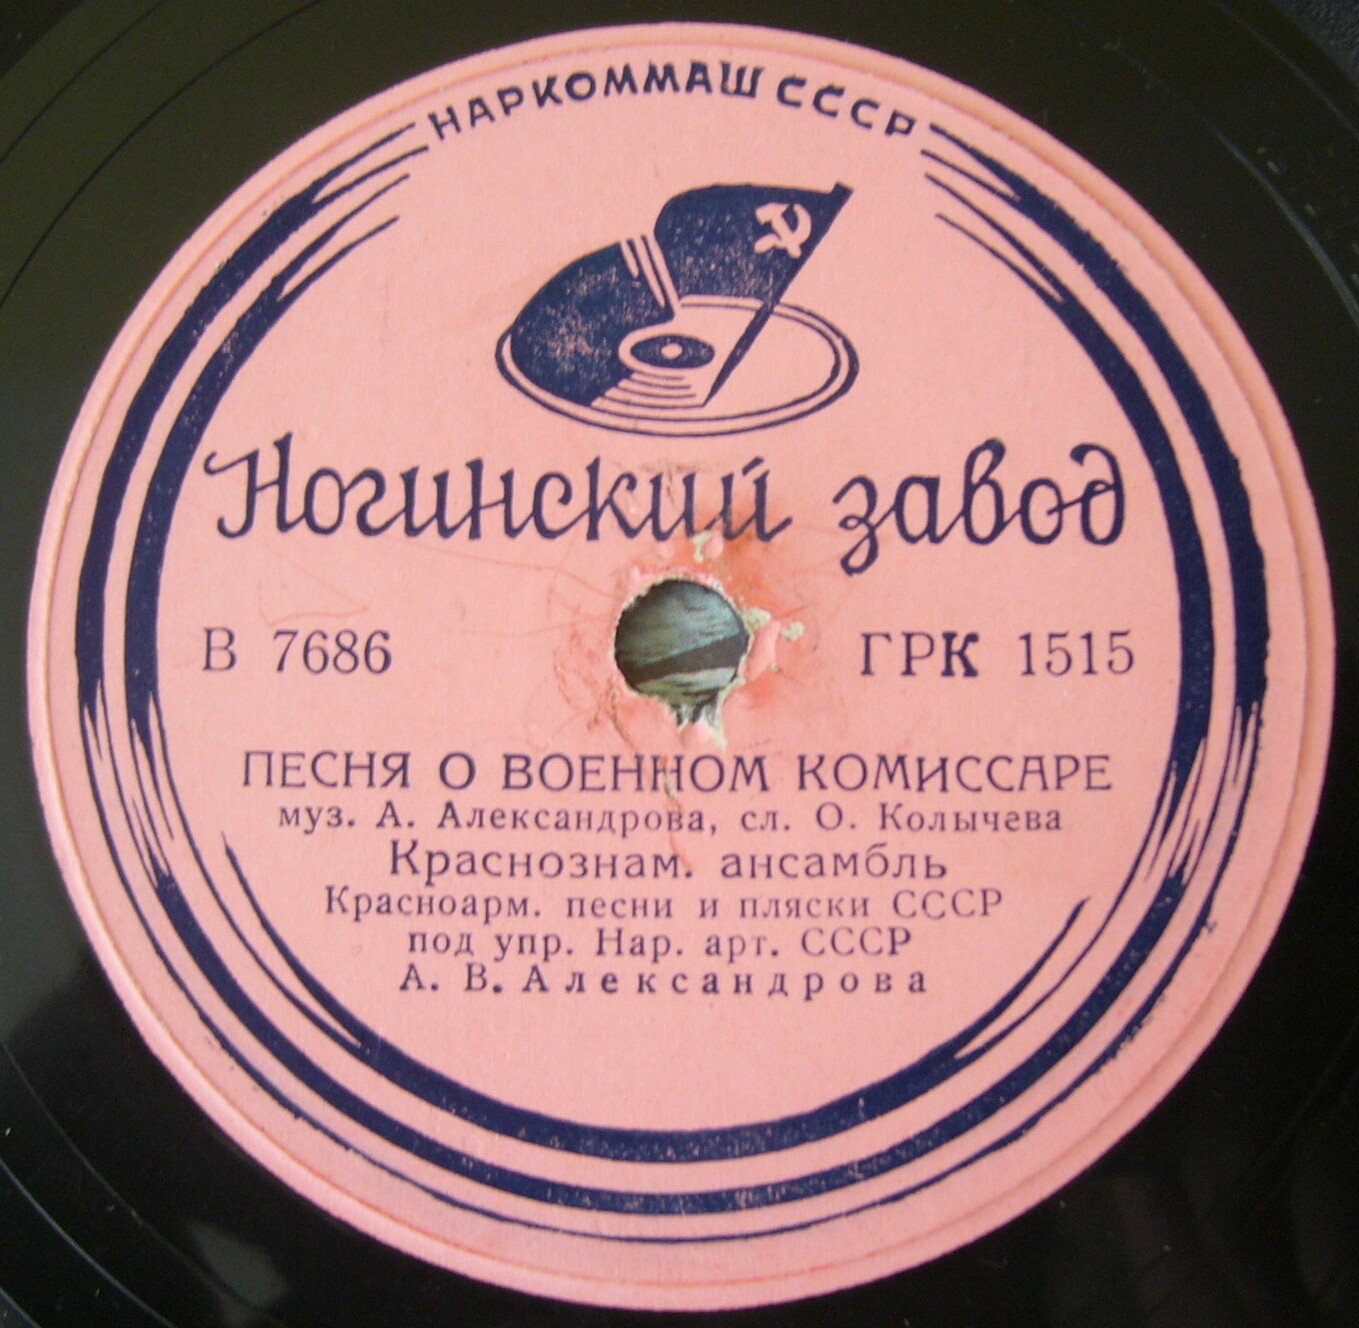 НАРКОММАШ СССР
Ногинский завод
В 7686 ГРК 1515
ПЕСНЯ О ВОЕННОМ КОМИССАРЕ
муз. А. Александрова, сл. О. Колычева
Краснознам. ансамбль
Красноарм. песни и пляски СССР
под упр. Нар. арт. СССР
А. В. Александрова